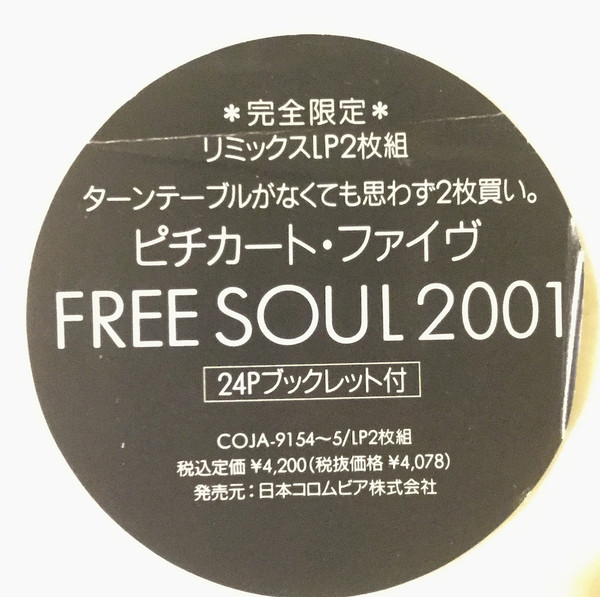 *完全限定*
リミックスLP2枚組
ターンテーブルがなくても思わず2枚買い。
ピチカート・ファイヴ
FREE SOUL 2001
24Pブックレット付
COJA-9154〜5/LP2枚組
税込定価 ¥4,200(税抜価格 ¥4,078)
発売元：日本コロムビア株式会社